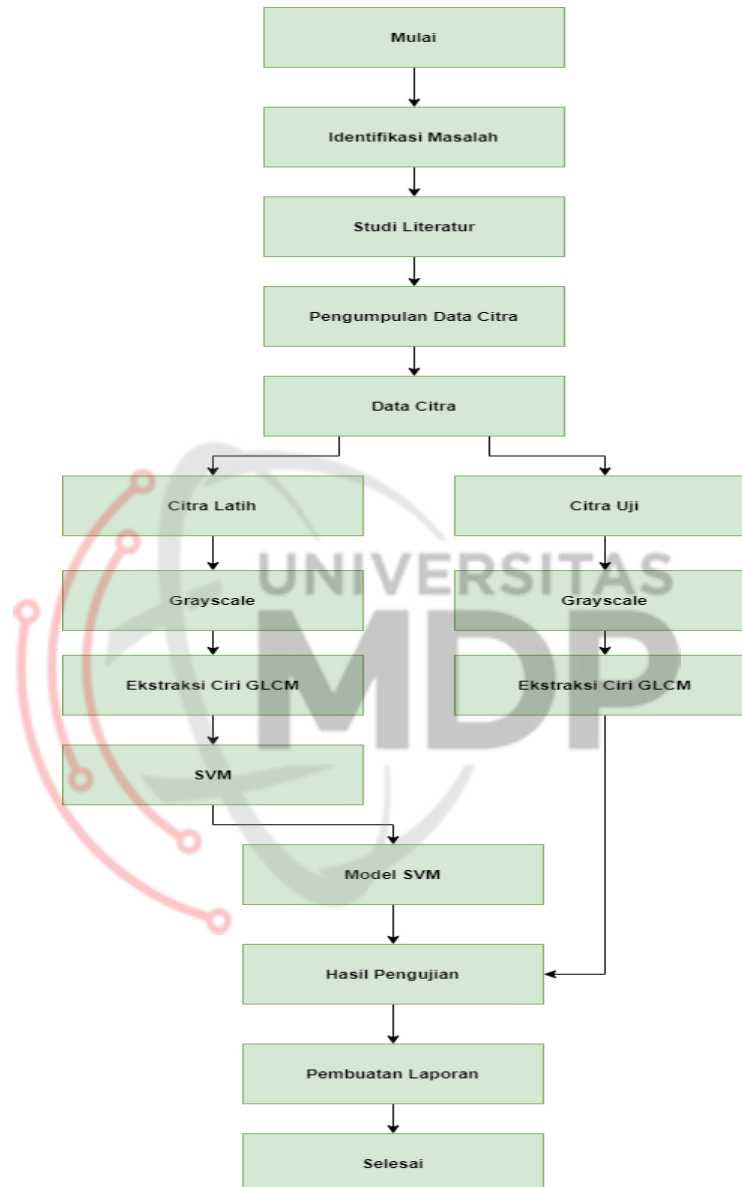 Mulai
Identifikasi Masalah
Studi Literatur
Pengumpulan Data Citra
Data Citra
Citra Latih
Citra Uji
UNIVERSITAS
MDP
Grayscale
Grayscale
Ekstraksi Ciri GLCM
Ekstraksi Ciri GLCM
SVM
Model SVM
Hasil Pengujian
Pembuatan Laporan
Selesai